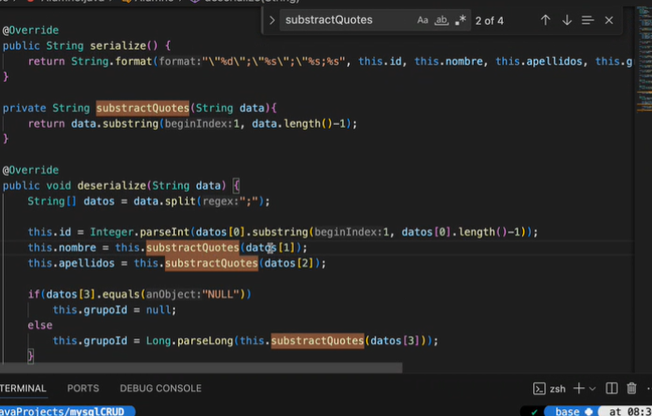 substractQuotes Aa ab .* 2 of 4
@Override
public String serialize() {
return String.format(format:"\"%d\";\"%s\";\"%s;%s", this.id, this.nombre, this.apellidos, this.g
}
private String substractQuotes(String data){
return data.substring(beginIndex:1, data.length()-1);
}
@Override
public void deserialize(String data) {
String[] datos = data.split(regex:";");
this.id = Integer.parseInt(datos[0].substring(beginIndex:1, datos[0].length()-1));
this.nombre = this.substractQuotes(datos[1]);
this.apellidos = this.substractQuotes(datos[2]);
if(datos[3].equals(anObject:"NULL"))
this.grupoId = null;
else
this.grupoId = Long.parseLong(this.substractQuotes(datos[3]));
}
TERMINAL PORTS DEBUG CONSOLE zsh
avaProjects/mysqlCRUD ✓ base at 08:3